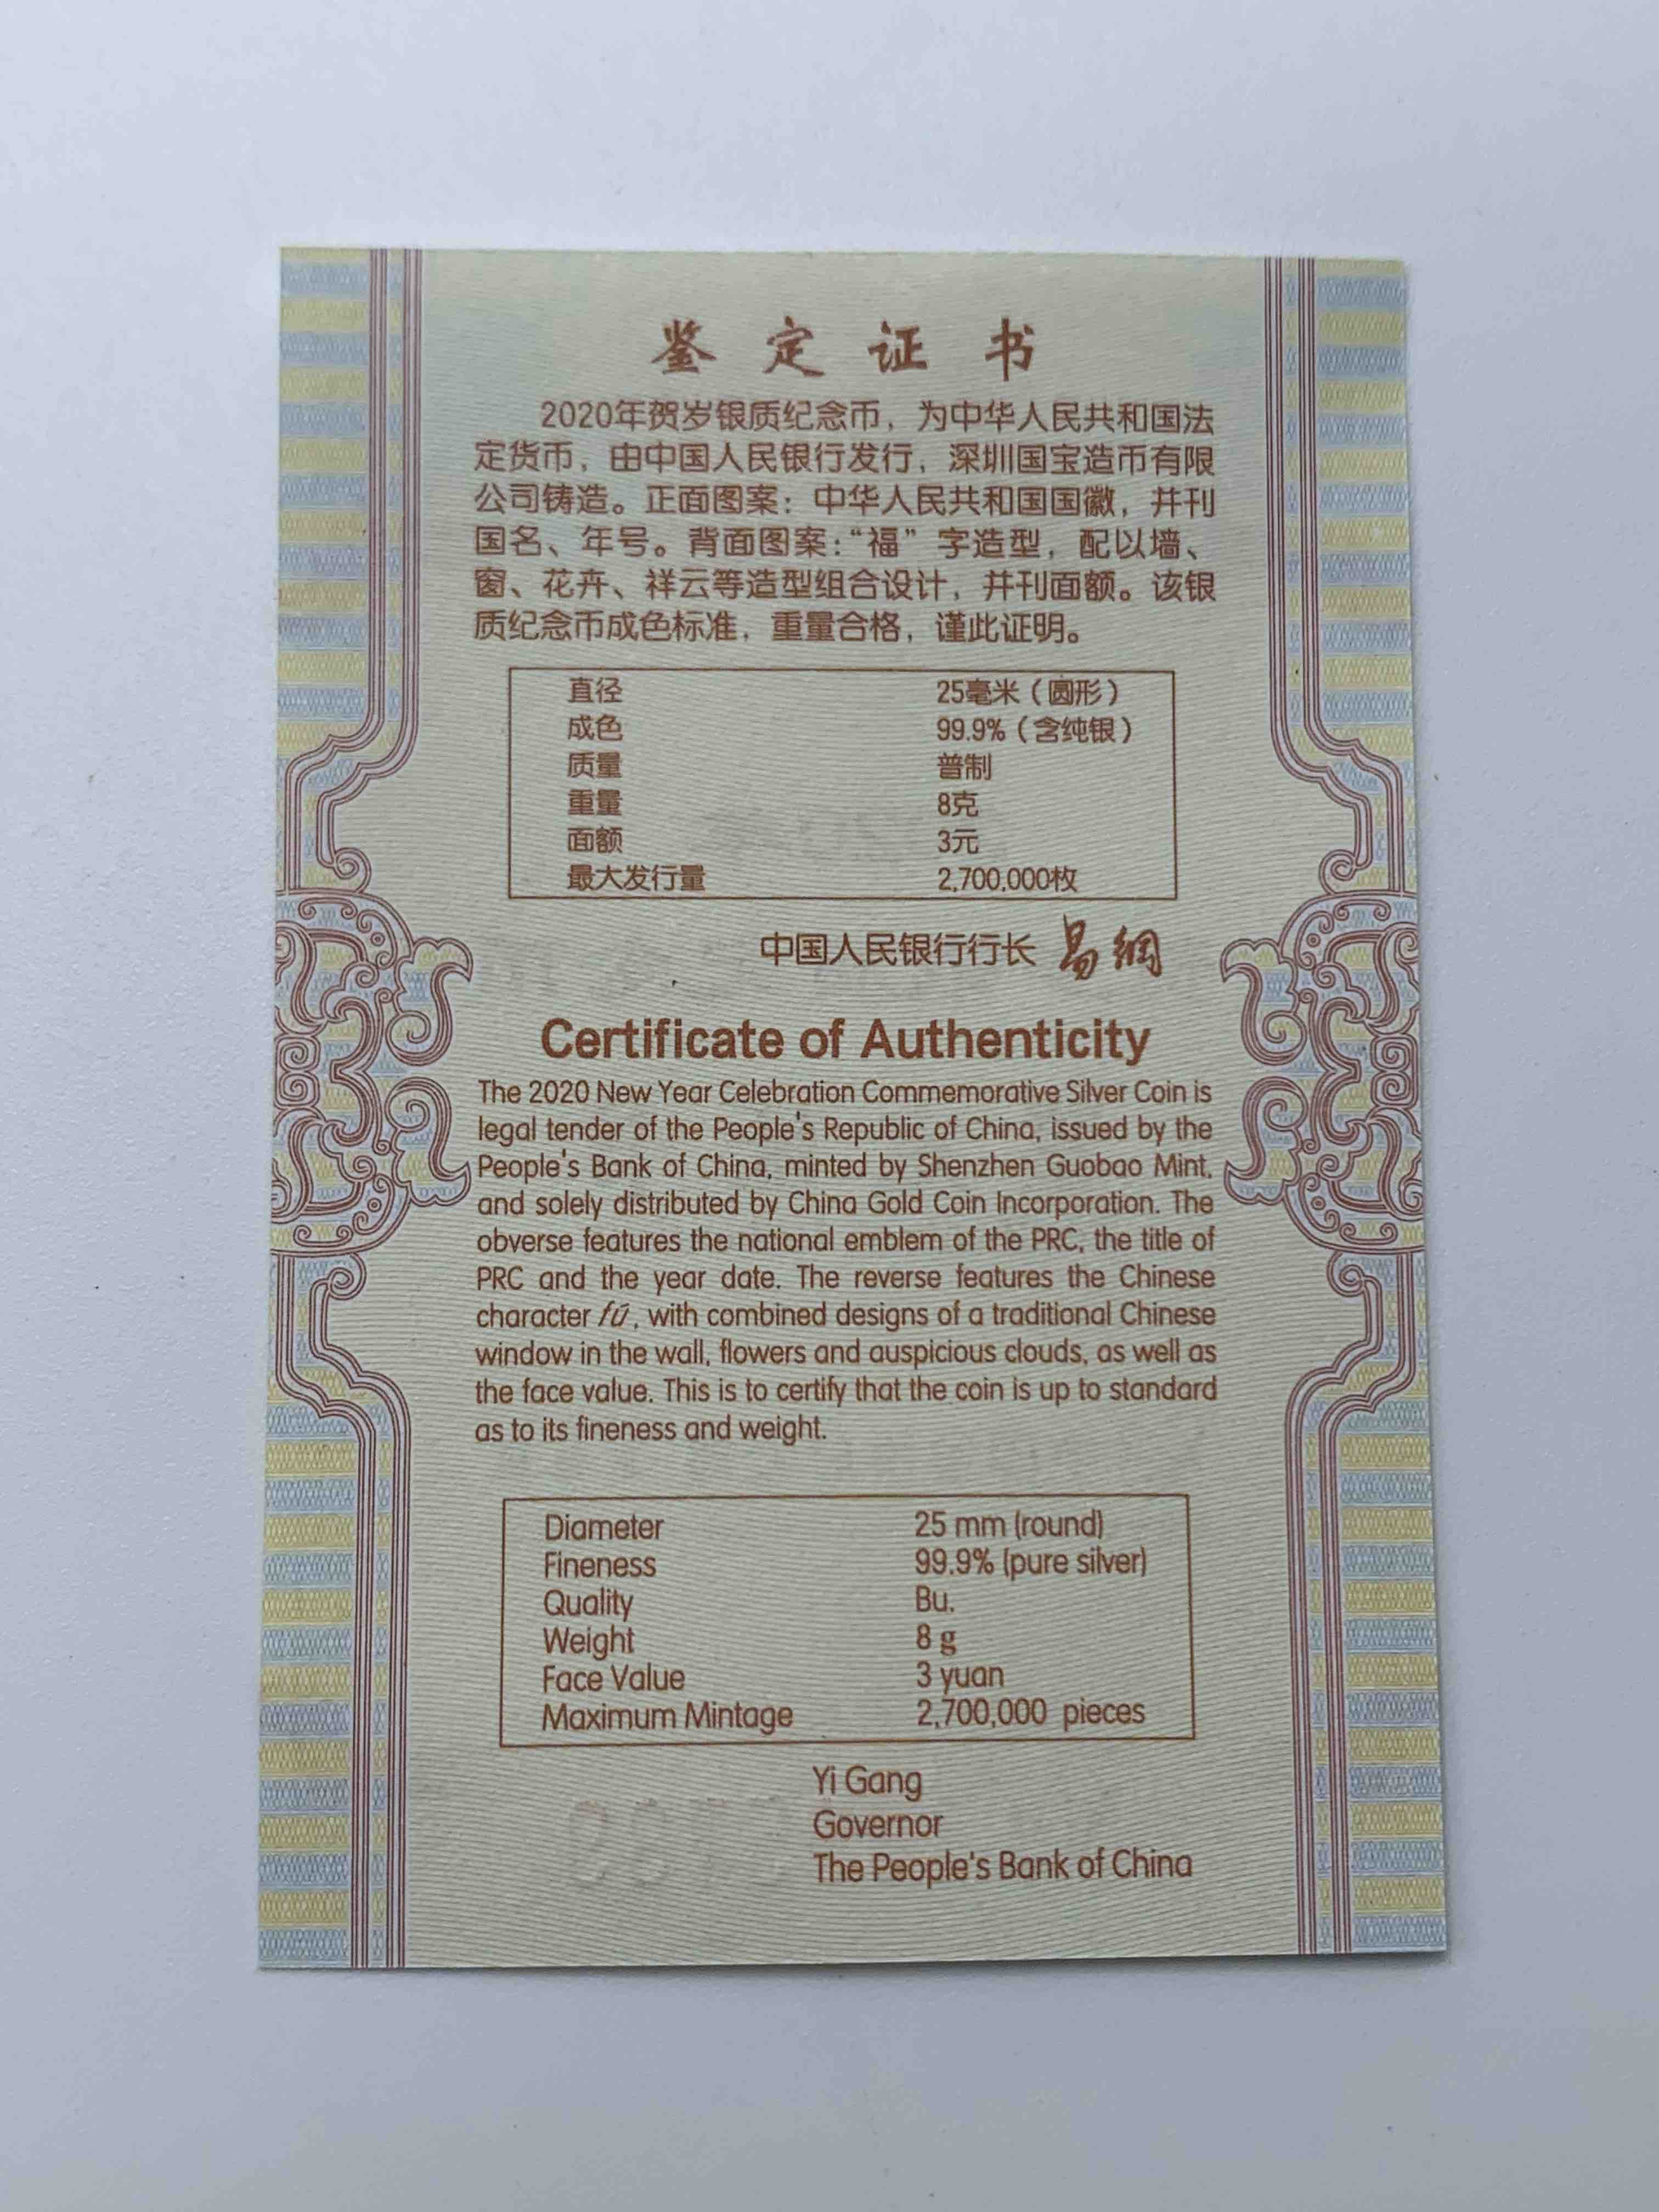 鉴定证书
2020年贺岁银质纪念币，为中华人民共和国法
定货币，由中国人民银行发行，深圳国宝造币有限
公司铸造。正面图案：中华人民共和国国徽，并刊
国名、年号。背面图案：“福”字造型，配以墙、
窗、花卉、祥云等造型组合设计，并刊面额。该银
质纪念币成色标准，重量合格，谨此证明。
直径 25毫米（圆形）
成色 99.9%（含纯银）
质量 普制
重量 8克
面额 3元
最大发行量 2,700,000枚
中国人民银行行长 易纲
Certificate of Authenticity
The 2020 New Year Celebration Commemorative Silver Coin is
legal tender of the People's Republic of China, issued by the
People's Bank of China, minted by Shenzhen Guobao Mint,
and solely distributed by China Gold Coin Incorporation. The
obverse features the national emblem of the PRC, the title of
PRC and the year date. The reverse features the Chinese
character fú, with combined designs of a traditional Chinese
window in the wall, flowers and auspicious clouds, as well as
the face value. This is to certify that the coin is up to standard
as to its fineness and weight.
Diameter 25 mm (round)
Fineness 99.9% (pure silver)
Quality Bu.
Weight 8 g
Face Value 3 yuan
Maximum Mintage 2,700,000 pieces
Yi Gang
Governor
The People's Bank of China